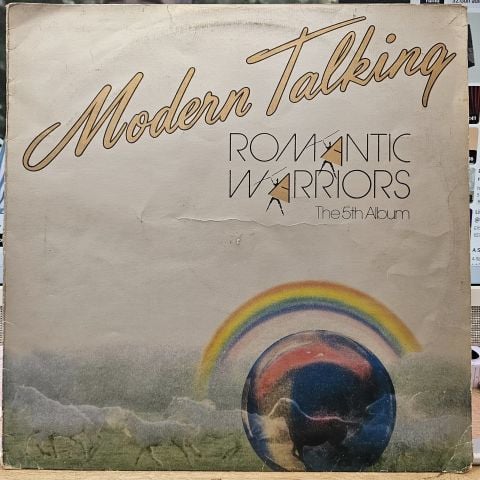 Modern Talking
ROMANTIC
WARRIORS
The 5th Album